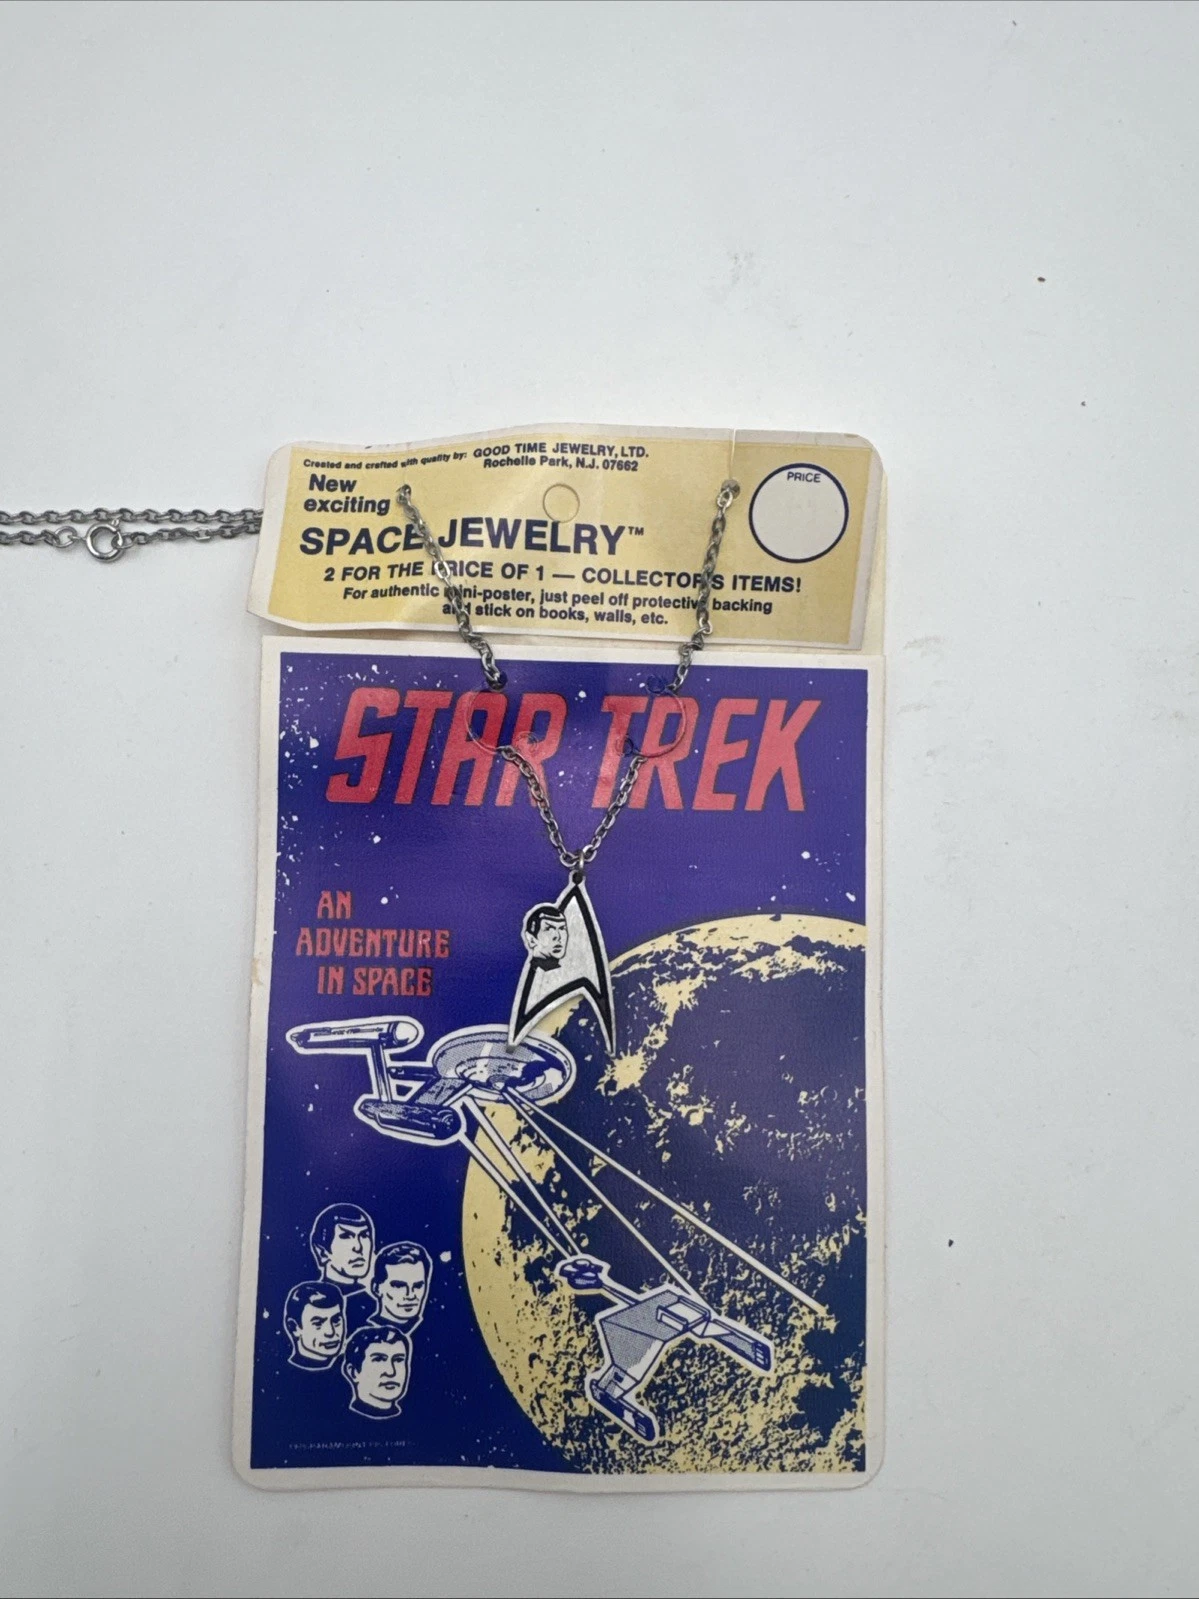 Created and crafted with quality by: GOOD TIME JEWELRY, LTD.
Rochelle Park, N.J. 07662
New
exciting
SPACE JEWELRY™
2 FOR THE PRICE OF 1 — COLLECTOR'S ITEMS!
For authentic mini-poster, just peel off protective backing
and stick on books, walls, etc.
PRICE
STAR TREK
AN
ADVENTURE
IN SPACE
PARAMOUNT PICTURES